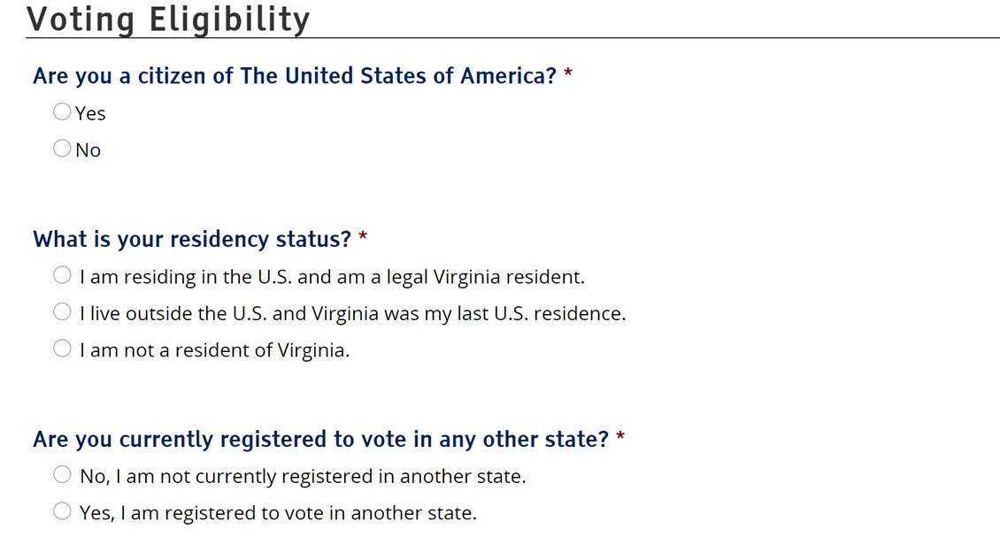 Voting Eligibility
Are you a citizen of The United States of America? *
Yes
No
What is your residency status? *
I am residing in the U.S. and am a legal Virginia resident.
I live outside the U.S. and Virginia was my last U.S. residence.
I am not a resident of Virginia.
Are you currently registered to vote in any other state? *
No, I am not currently registered in another state.
Yes, I am registered to vote in another state.